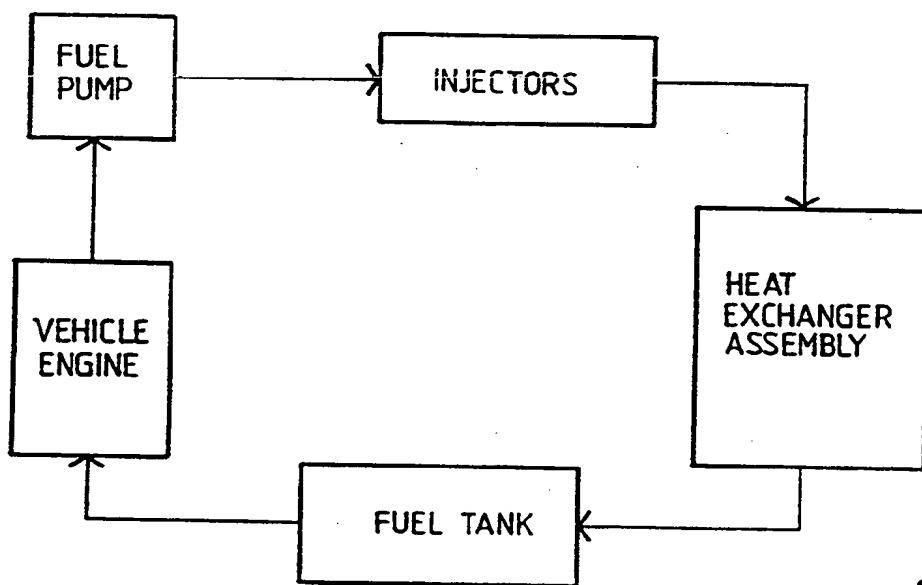 FUEL
PUMP
INJECTORS
HEAT
EXCHANGER
ASSEMBLY
VEHICLE
ENGINE
FUEL TANK